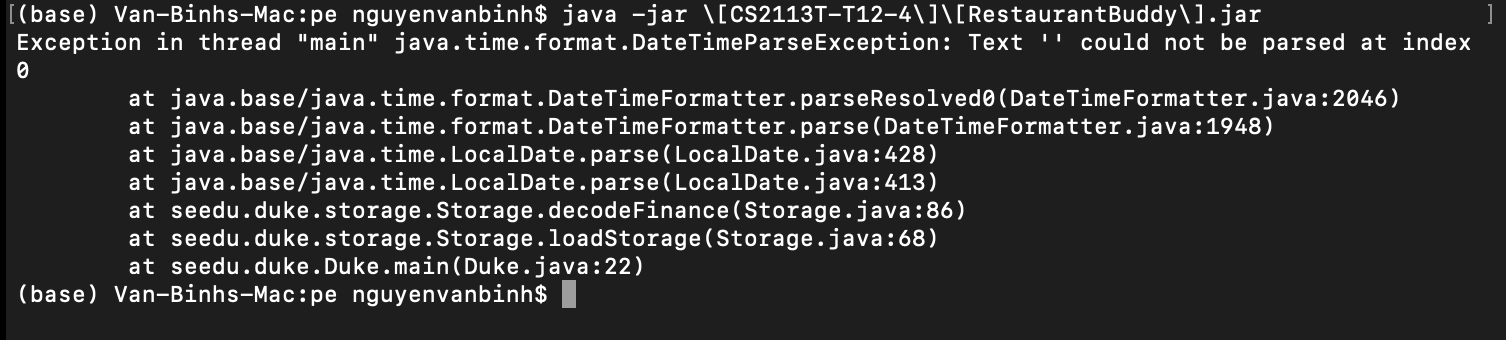 [(base) Van-Binhs-Mac:pe nguyenvanbinh$ java -jar \[CS2113T-T12-4\]\[RestaurantBuddy\].jar ]
Exception in thread "main" java.time.format.DateTimeParseException: Text '' could not be parsed at index
0
        at java.base/java.time.format.DateTimeFormatter.parseResolved0(DateTimeFormatter.java:2046)
        at java.base/java.time.format.DateTimeFormatter.parse(DateTimeFormatter.java:1948)
        at java.base/java.time.LocalDate.parse(LocalDate.java:428)
        at java.base/java.time.LocalDate.parse(LocalDate.java:413)
        at seedu.duke.storage.Storage.decodeFinance(Storage.java:86)
        at seedu.duke.storage.Storage.loadStorage(Storage.java:68)
        at seedu.duke.Duke.main(Duke.java:22)
(base) Van-Binhs-Mac:pe nguyenvanbinh$